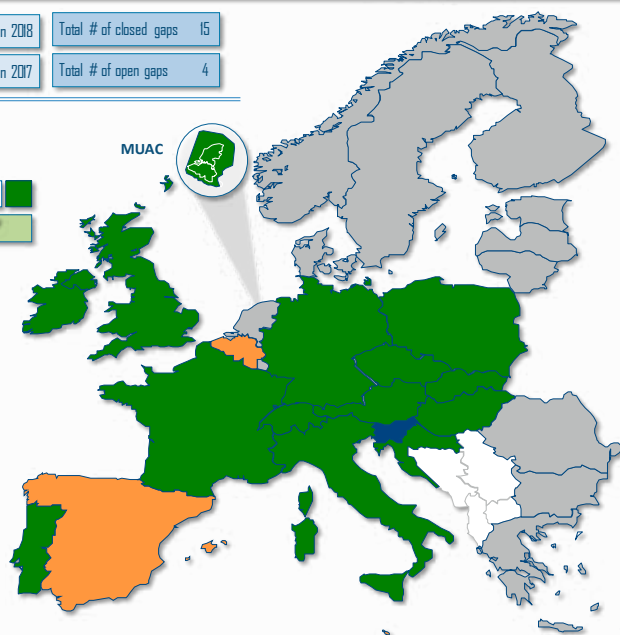 n 2018
Total # of closed gaps 15
n 2017
Total # of open gaps 4
MUAC